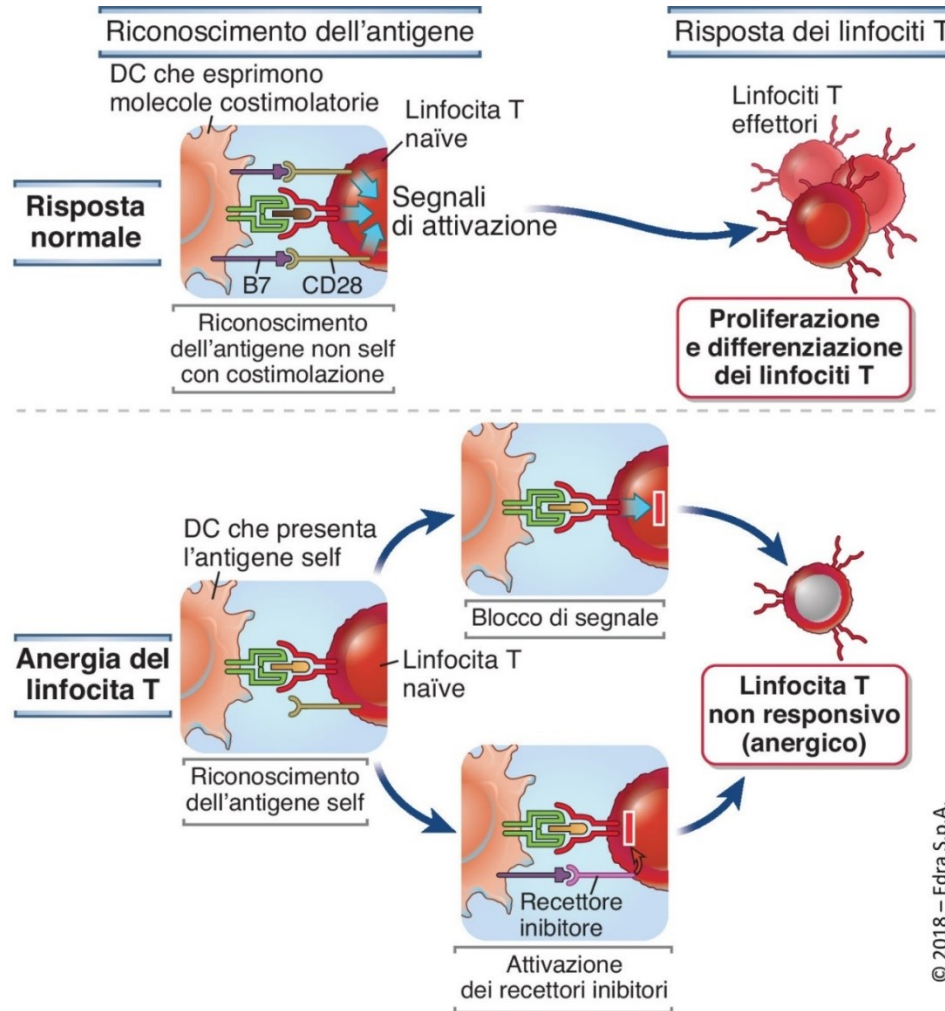 Riconoscimento dell'antigene
Risposta dei linfociti T
DC che esprimono
molecole costimolatorie
Linfocita T
naïve
Segnali
di attivazione
B7
CD28
Linfociti T
effettori
Risposta
normale
Riconoscimento
dell'antigene non self
con costimolazione
Proliferazione
e differenziazione
dei linfociti T
DC che presenta
l'antigene self
Blocco di segnale
Anergia del
linfocita T
Linfocita T
naïve
Riconoscimento
dell'antigene self
Linfocita T
non responsivo
(anergico)
Recettore
inibitore
Attivazione
dei recettori inibitori
© 2018 – Edra S.p.A.